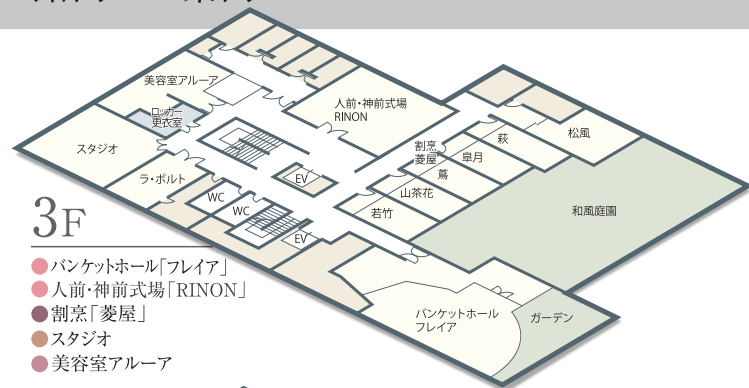 美容室アルーア
ロッカー
更衣室
スタジオ
ラ・ポルト
人前・神前式場
RINON
EV
WC
WC
EV
割烹
菱屋
萩
松風
皐月
蔦
山茶花
若竹
和風庭園
バンケットホール
フレイア
ガーデン
3F
バンケットホール「フレイア」
人前・神前式場「RINON」
割烹「菱屋」
スタジオ
美容室アルーア